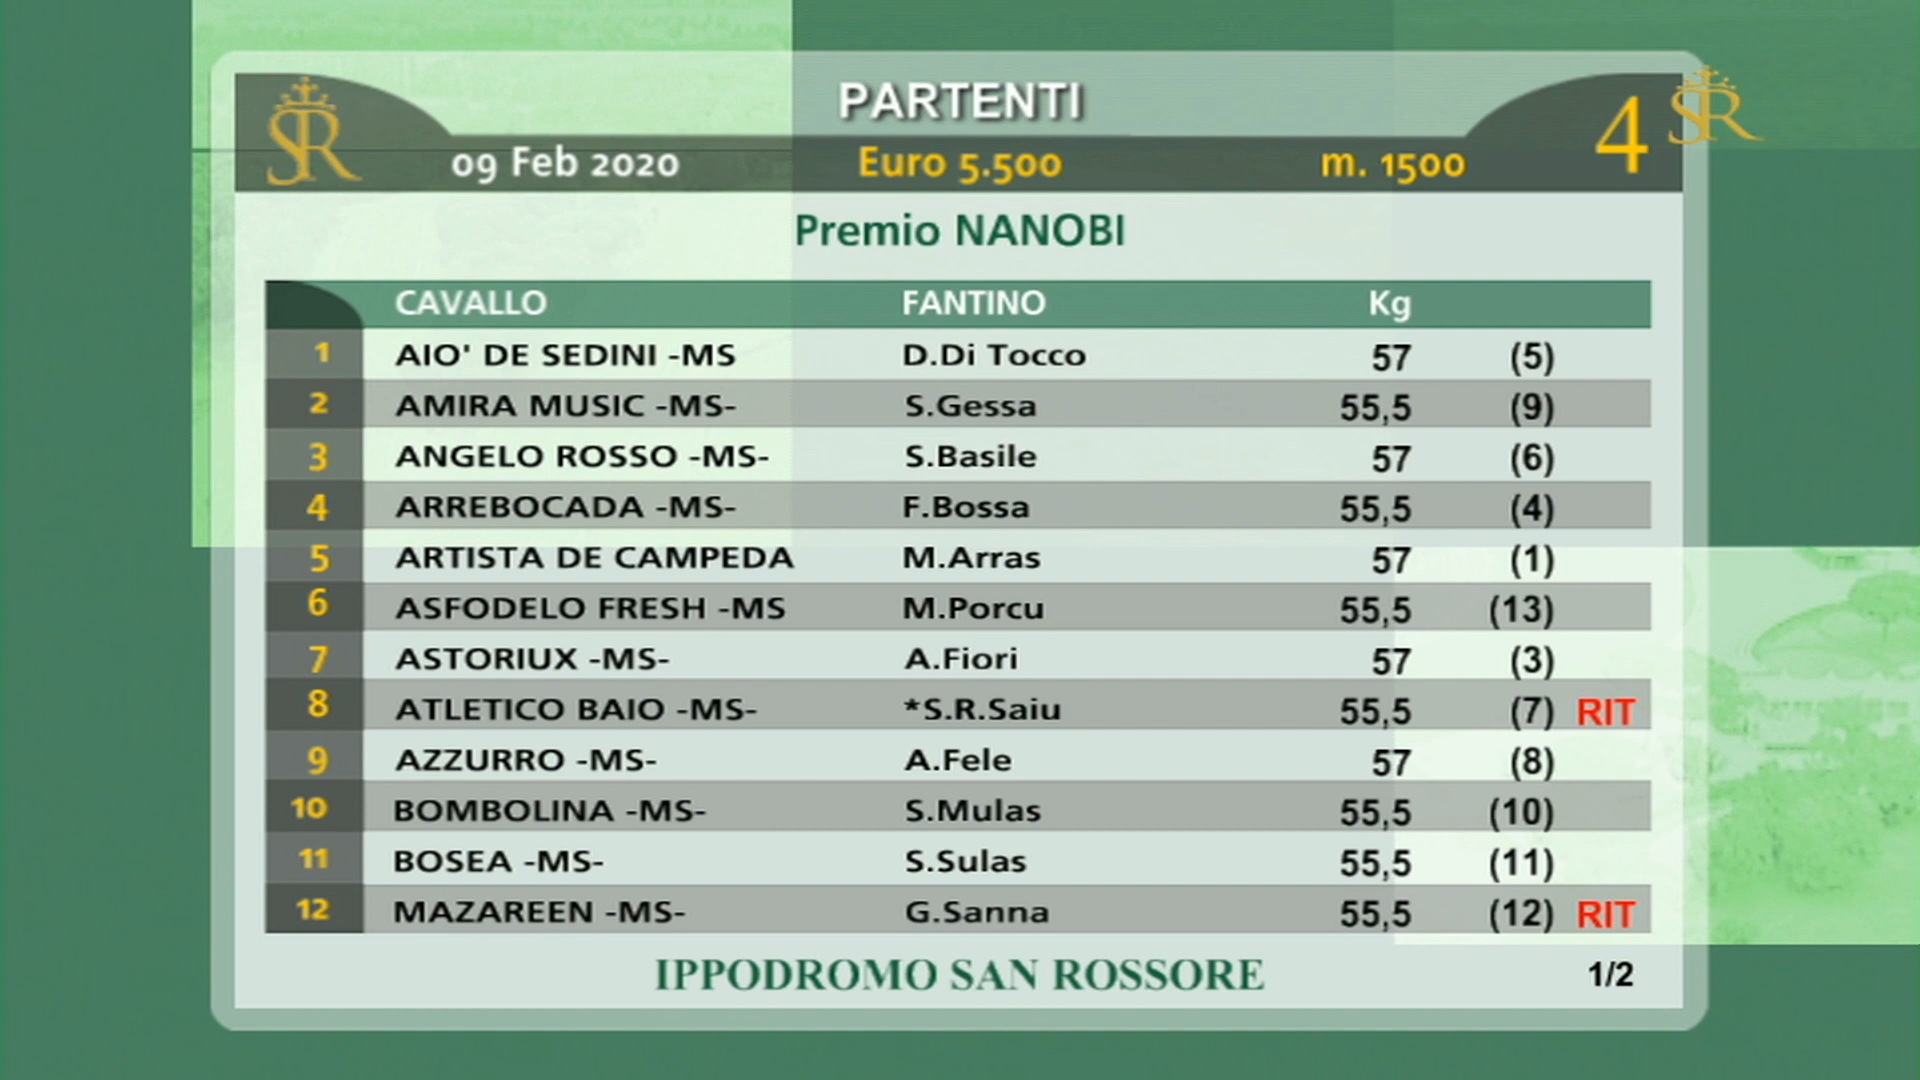 SR
PARTENTI
4
SR
09 Feb 2020 Euro 5.500 m. 1500
Premio NANOBI
CAVALLO FANTINO Kg
1 AIO' DE SEDINI -MS D.Di Tocco 57 (5)
2 AMIRA MUSIC -MS- S.Gessa 55,5 (9)
3 ANGELO ROSSO -MS- S.Basile 57 (6)
4 ARREBOCADA -MS- F.Bossa 55,5 (4)
5 ARTISTA DE CAMPEDA M.Arras 57 (1)
6 ASFODELO FRESH -MS M.Porcu 55,5 (13)
7 ASTORIUX -MS- A.Fiori 57 (3)
8 ATLETICO BAIO -MS- *S.R.Saiu 55,5 (7) RIT
9 AZZURRO -MS- A.Fele 57 (8)
10 BOMBOLINA -MS- S.Mulas 55,5 (10)
11 BOSEA -MS- S.Sulas 55,5 (11)
12 MAZAREEN -MS- G.Sanna 55,5 (12) RIT
IPPODROMO SAN ROSSORE 1/2